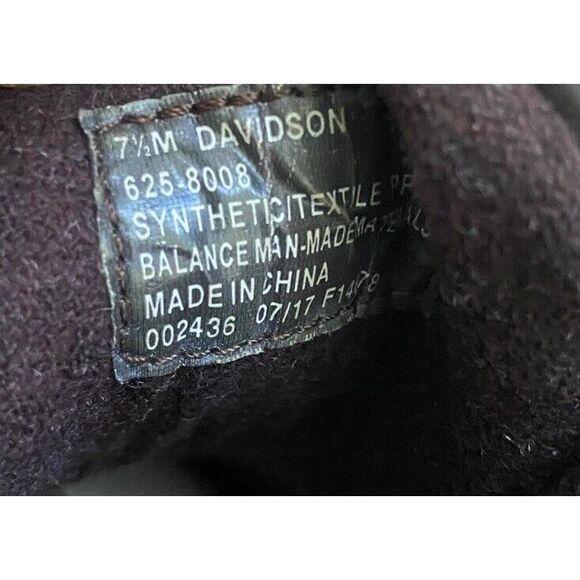 7½M DAVIDSON
625-8008
SYNTHETIC/TEXTILE
BALANCE MAN-MADE
MADE IN CHINA
002436 07/17